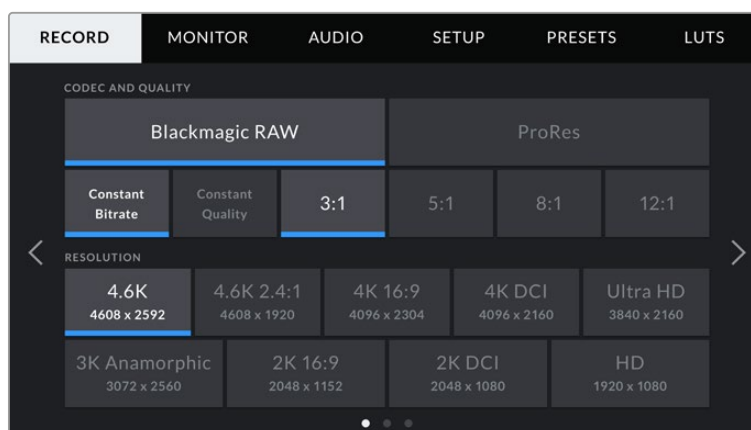 RECORD MONITOR AUDIO SETUP PRESETS LUTS
CODEC AND QUALITY
Blackmagic RAW ProRes
Constant Bitrate Constant Quality 3:1 5:1 8:1 12:1
RESOLUTION
4.6K 4.6K 2.4:1 4K 16:9 4K DCI Ultra HD
4608 x 2592 4608 x 1920 4096 x 2304 4096 x 2160 3840 x 2160
3K Anamorphic 2K 16:9 2K DCI HD
3072 x 2560 2048 x 1152 2048 x 1080 1920 x 1080